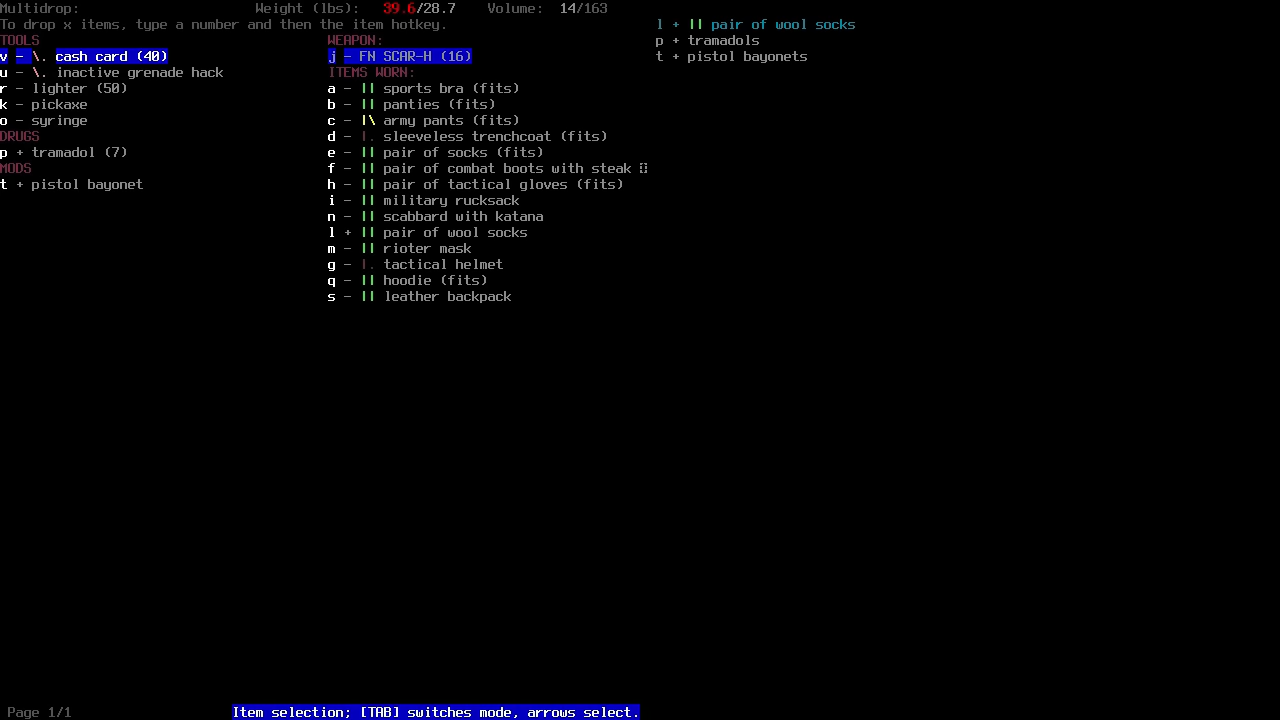 Multidrop: Weight (lbs): 39.6/28.7 Volume: 14/163
To drop x items, type a number and then the item hotkey.
TOOLS
v - \. cash card (40)
u - \. inactive grenade hack
r - lighter (50)
k - pickaxe
o - syringe
DRUGS
p + tramadol (7)
MODS
t + pistol bayonet
WEAPON:
j - FN SCAR-H (16)
ITEMS WORN:
a - || sports bra (fits)
b - || panties (fits)
c - |\ army pants (fits)
d - |. sleeveless trenchcoat (fits)
e - || pair of socks (fits)
f - || pair of combat boots with steak
h - || pair of tactical gloves (fits)
i - || military rucksack
n - || scabbard with katana
l + || pair of wool socks
m - || rioter mask
g - |. tactical helmet
q - || hoodie (fits)
s - || leather backpack
l + || pair of wool socks
p + tramadols
t + pistol bayonets
Page 1/1 Item selection; [TAB] switches mode, arrows select.